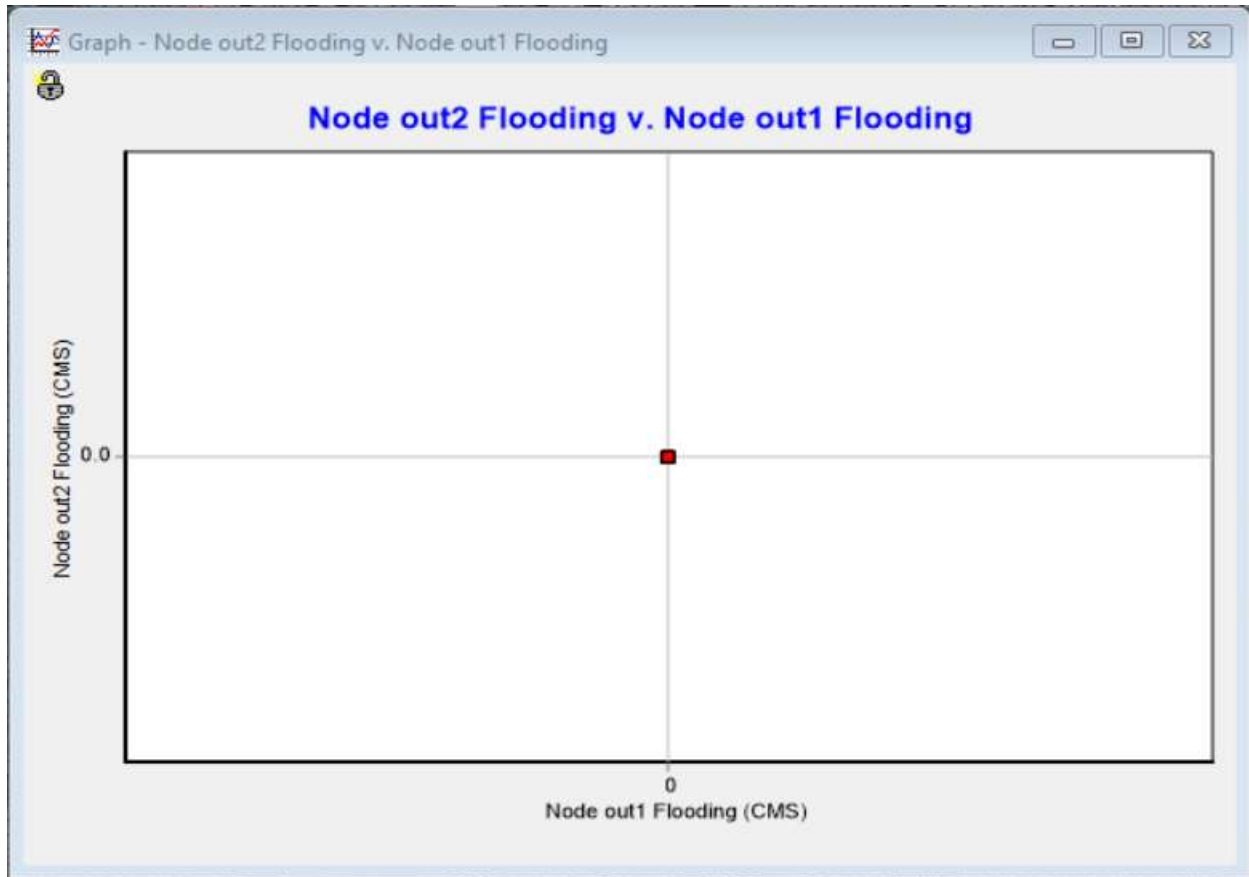 Graph - Node out2 Flooding v. Node out1 Flooding
Node out2 Flooding v. Node out1 Flooding
Node out2 Flooding (CMS)
0.0
0
Node out1 Flooding (CMS)